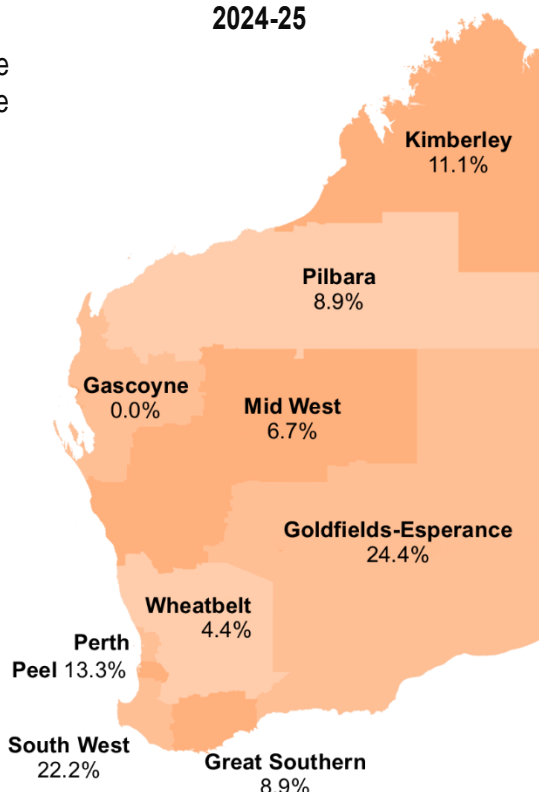 2024-25
e
e
Kimberley
11.1%
Pilbara
8.9%
Gascoyne
0.0%
Mid West
6.7%
Goldfields-Esperance
24.4%
Wheatbelt
4.4%
Perth
Peel 13.3%
South West
22.2%
Great Southern
8.9%